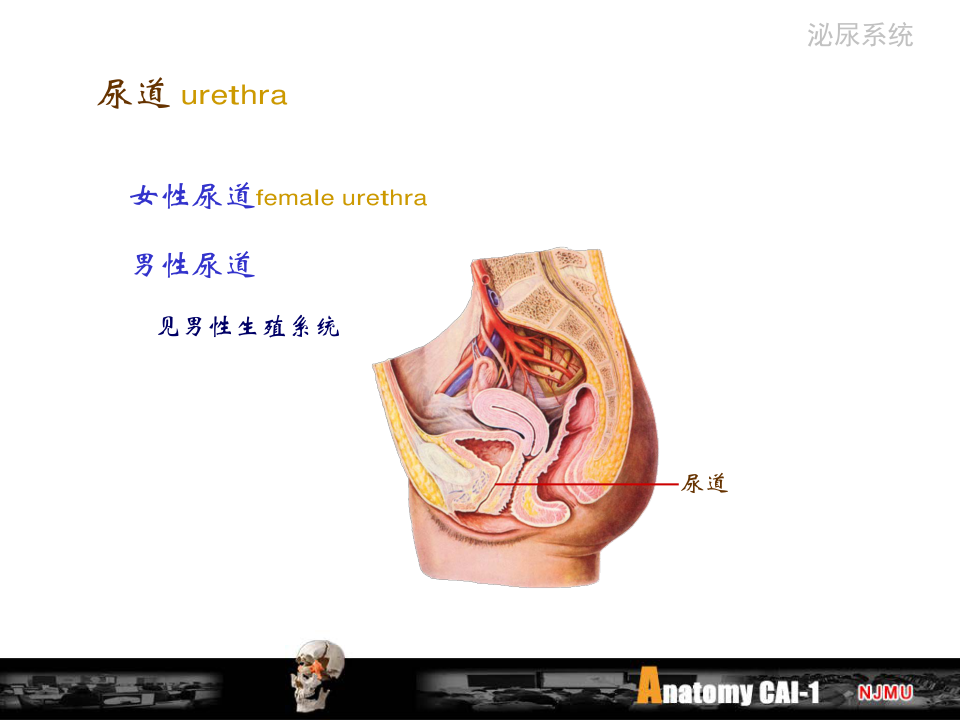 泌尿系统
尿道 urethra
女性尿道female urethra
男性尿道
见男性生殖系统
尿道
Anatomy CAI-1
NJMU